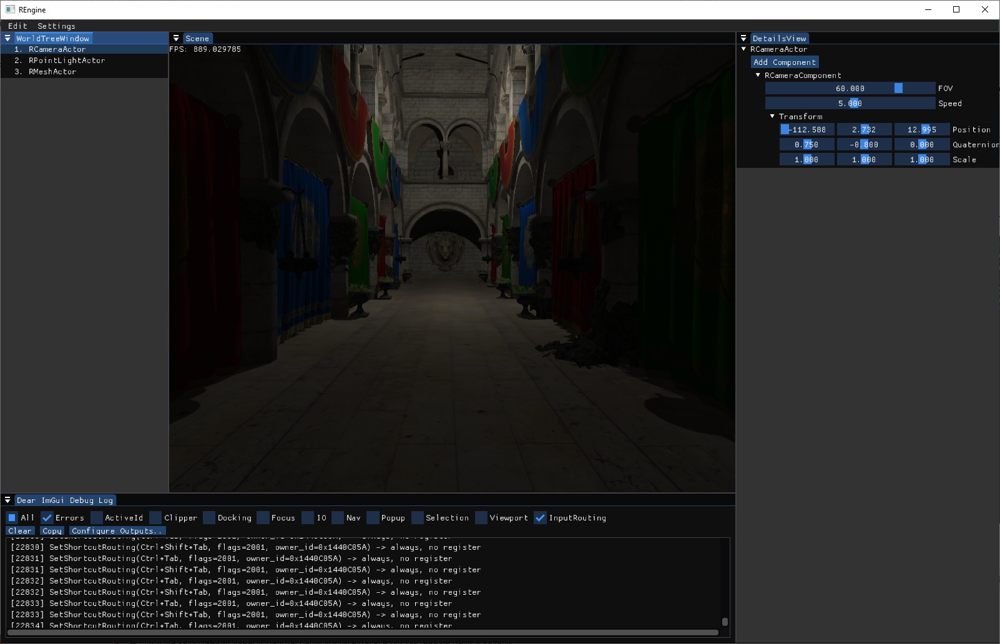 REngine
Edit Settings
WorldTreeWindow
1. RCameraActor
2. RPointLightActor
3. RMeshActor
Scene
FPS: 889.029785
DetailsView
RCameraActor
Add Component
RCameraComponent
60.000 FOV
5.000 Speed
Transform
-112.588 2.732 12.995 Position
0.750 -0.800 0.000 Quaternion
1.000 1.000 1.000 Scale
Dear ImGui Debug Log
All Errors ActiveId Clipper Docking Focus IO Nav Popup Selection Viewport InputRouting
Clear Copy Configure Outputs..
[22830] SetShortcutRouting(Ctrl+Shift+Tab, flags=2001, owner_id=0x1440C05A) -> always, no register
[22831] SetShortcutRouting(Ctrl+Tab, flags=2001, owner_id=0x1440C05A) -> always, no register
[22831] SetShortcutRouting(Ctrl+Shift+Tab, flags=2001, owner_id=0x1440C05A) -> always, no register
[22832] SetShortcutRouting(Ctrl+Tab, flags=2001, owner_id=0x1440C05A) -> always, no register
[22832] SetShortcutRouting(Ctrl+Shift+Tab, flags=2001, owner_id=0x1440C05A) -> always, no register
[22833] SetShortcutRouting(Ctrl+Tab, flags=2001, owner_id=0x1440C05A) -> always, no register
[22833] SetShortcutRouting(Ctrl+Shift+Tab, flags=2001, owner_id=0x1440C05A) -> always, no register
[22834] SetShortcutRouting(Ctrl+Tab, flags=2001, owner_id=0x1440C05A) -> always, no register